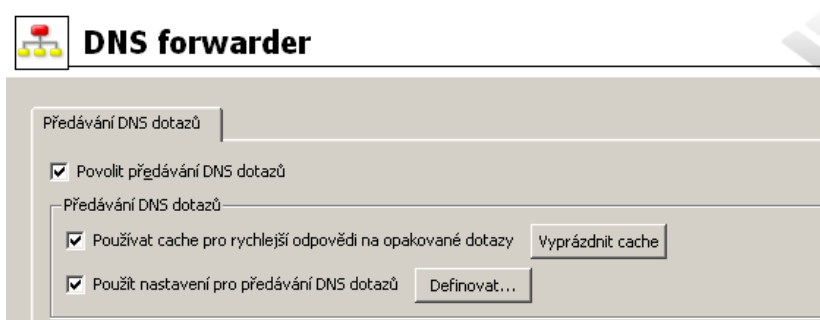 DNS forwarder
Předávání DNS dotazů
Povolit předávání DNS dotazů
Předávání DNS dotazů
Používat cache pro rychlejší odpovědi na opakované dotazy Vyprázdnit cache
Použít nastavení pro předávání DNS dotazů Definovat...